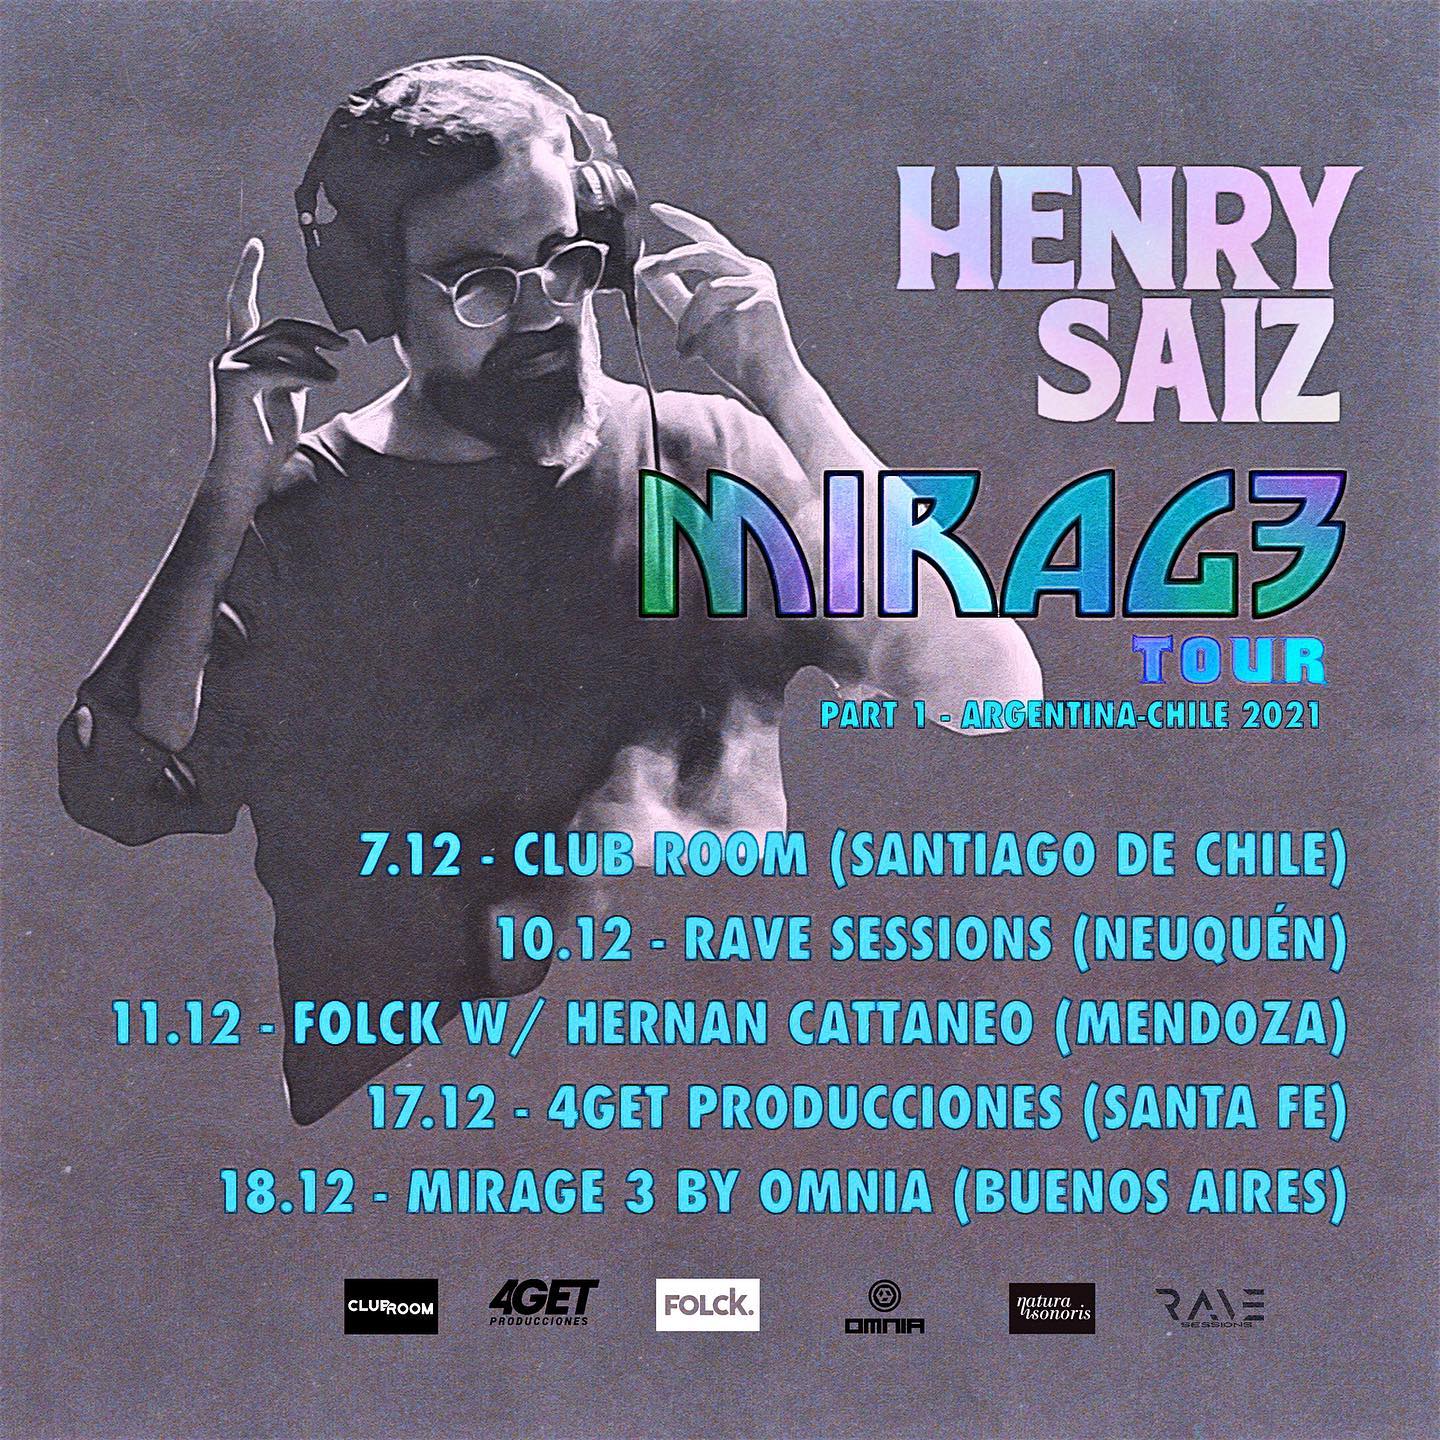 HENRY
SAIZ
MIRAG3
TOUR
PART 1 - ARGENTINA-CHILE 2021
7.12 - CLUB ROOM (SANTIAGO DE CHILE)
10.12 - RAVE SESSIONS (NEUQUÉN)
11.12 - FOLCK W/ HERNAN CATTANEO (MENDOZA)
17.12 - 4GET PRODUCCIONES (SANTA FE)
18.12 - MIRAGE 3 BY OMNIA (BUENOS AIRES)
CLUBROOM
4GET
PRODUCCIONES
FOLCK.
OMNIA
natura
sonoris
RAVE
SESSIONS